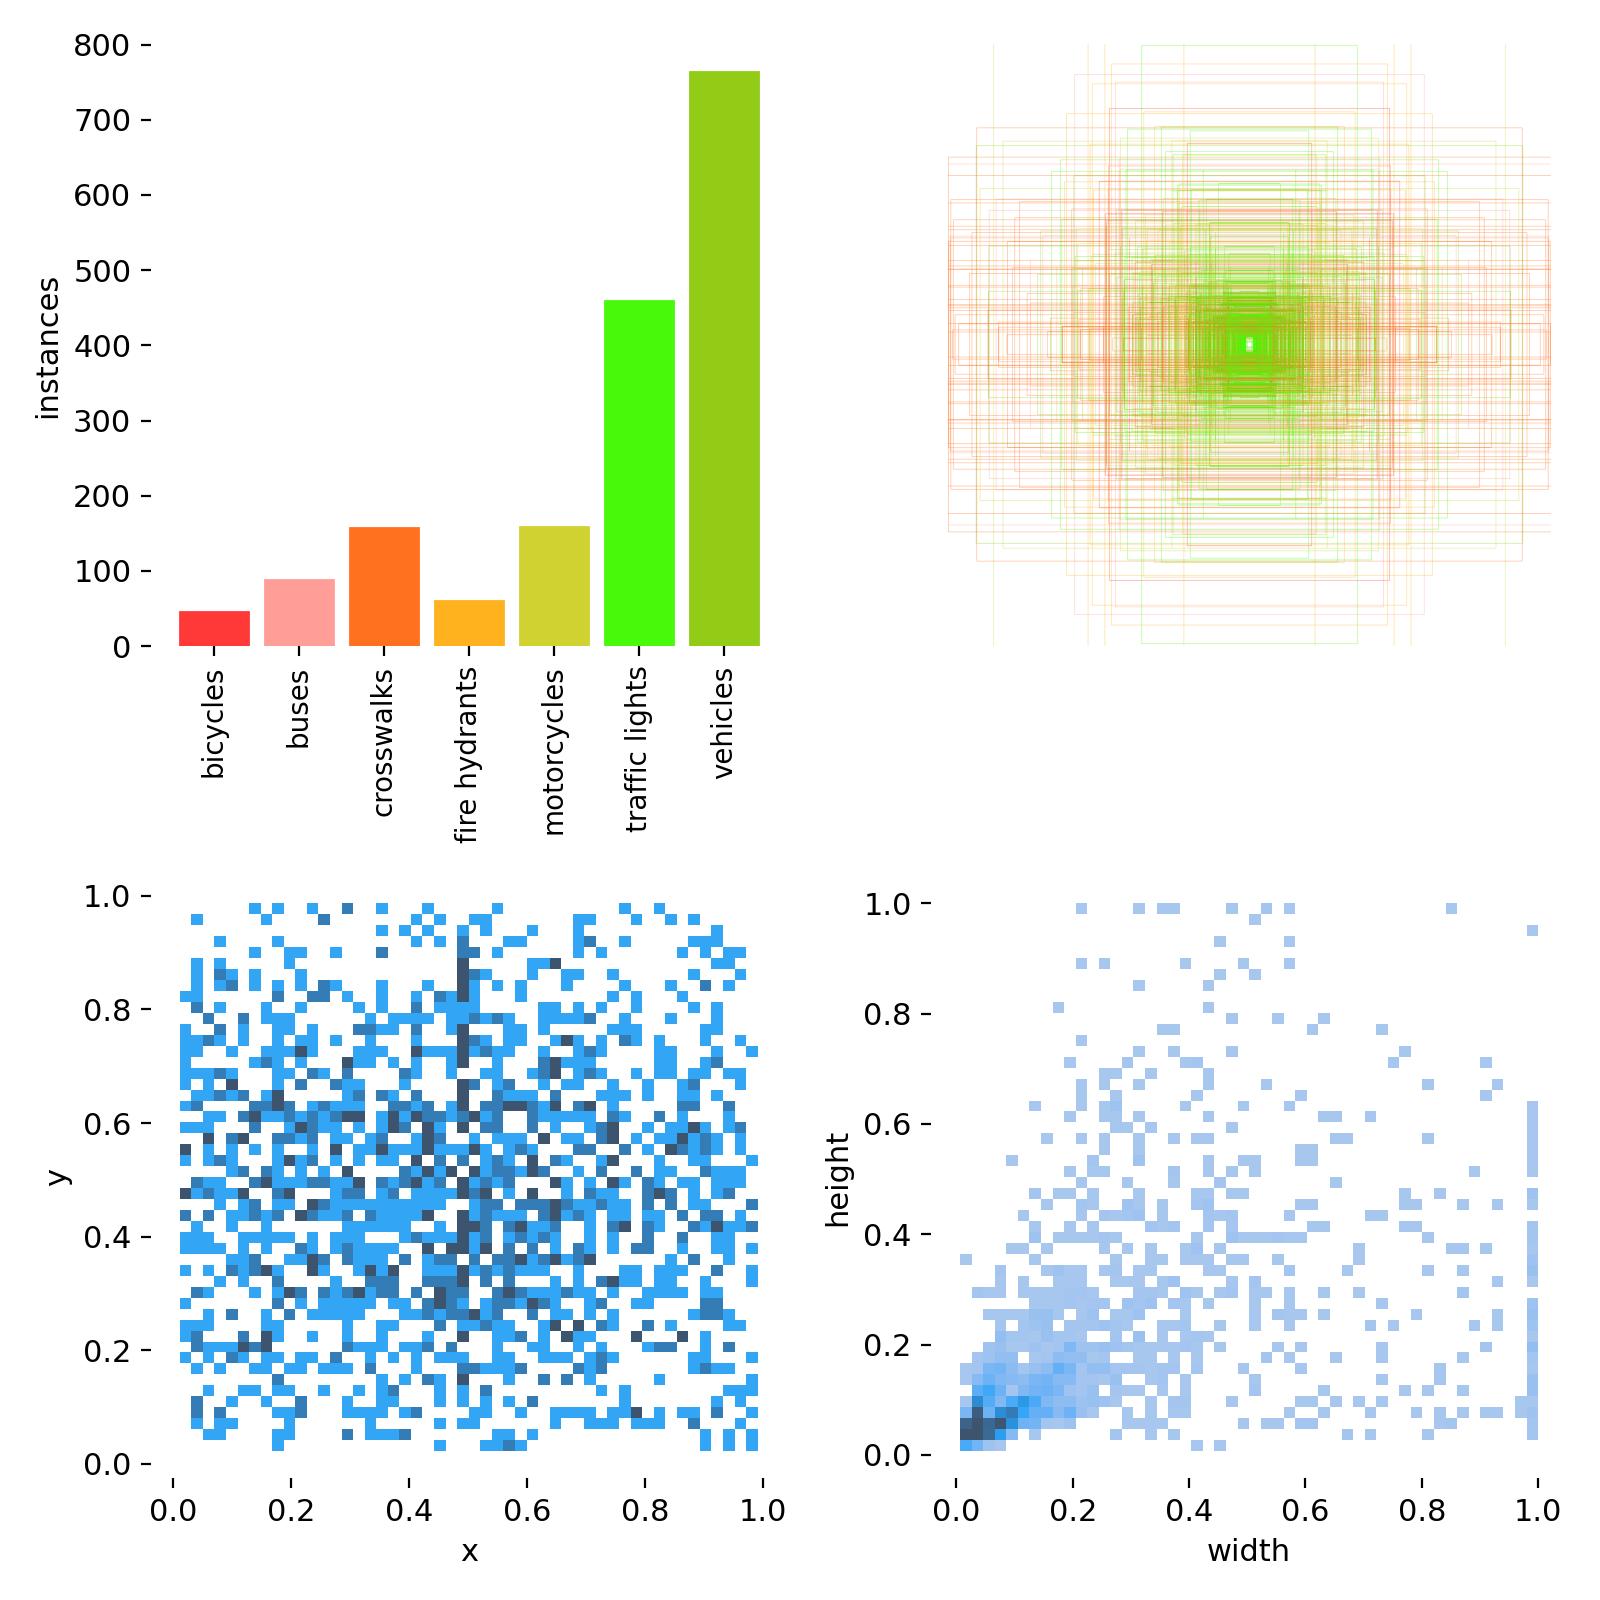 800
700
600
500
400
300
200
100
0
instances
bicycles
buses
crosswalks
fire hydrants
motorcycles
traffic lights
vehicles
1.0
0.8
0.6
0.4
0.2
0.0
y
0.0 0.2 0.4 0.6 0.8 1.0
x
1.0
0.8
0.6
0.4
0.2
0.0
height
0.0 0.2 0.4 0.6 0.8 1.0
width